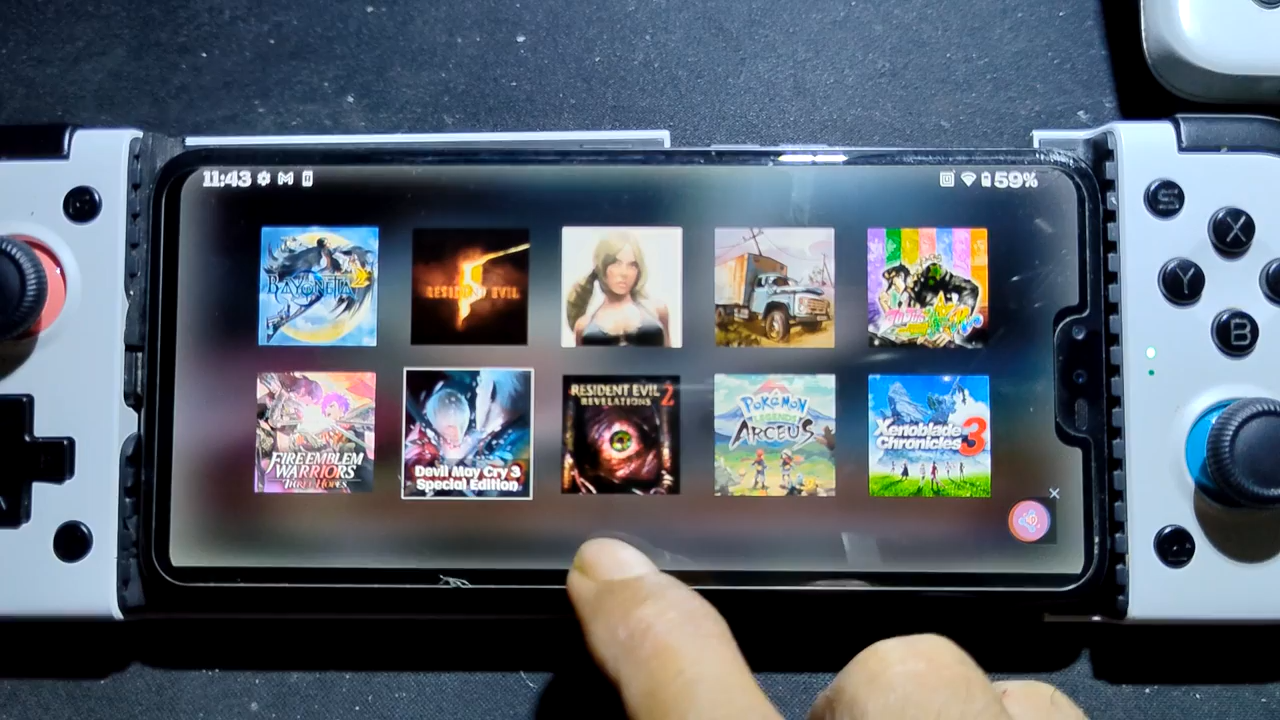 11:43
59%
BAYONETTA 2
RESIDENT EVIL
FIRE EMBLEM
WARRIORS
THREE HOPES
Devil May Cry 3
Special Edition
RESIDENT EVIL
REVELATIONS 2
POKÉMON
LEGENDS
ARCEUS
Xenoblade
Chronicles 3
S
X
Y
B